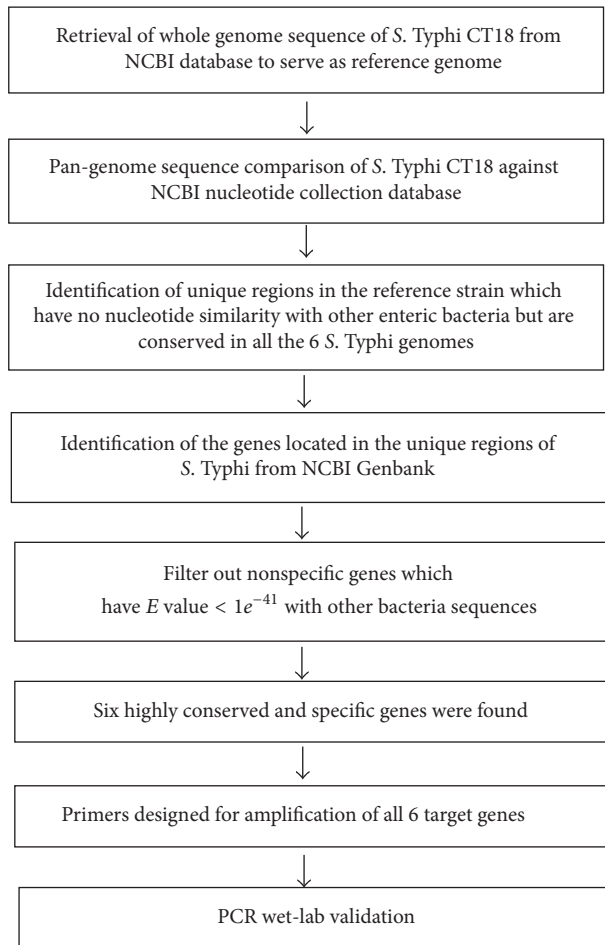 Retrieval of whole genome sequence of S. Typhi CT18 from
NCBI database to serve as reference genome
Pan-genome sequence comparison of S. Typhi CT18 against
NCBI nucleotide collection database
Identification of unique regions in the reference strain which
have no nucleotide similarity with other enteric bacteria but are
conserved in all the 6 S. Typhi genomes
Identification of the genes located in the unique regions of
S. Typhi from NCBI Genbank
Filter out nonspecific genes which
have E value < 1e⁻⁴¹ with other bacteria sequences
Six highly conserved and specific genes were found
Primers designed for amplification of all 6 target genes
PCR wet-lab validation